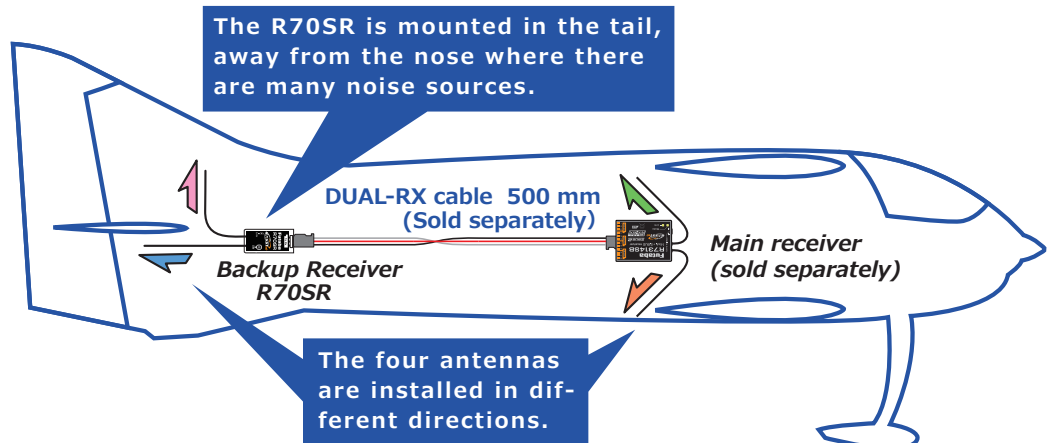 The R70SR is mounted in the tail,
away from the nose where there
are many noise sources.
DUAL-RX cable 500 mm
(Sold separately)
Backup Receiver
R70SR
Futaba
R7314SB
Main receiver
(sold separately)
The four antennas
are installed in dif-
ferent directions.